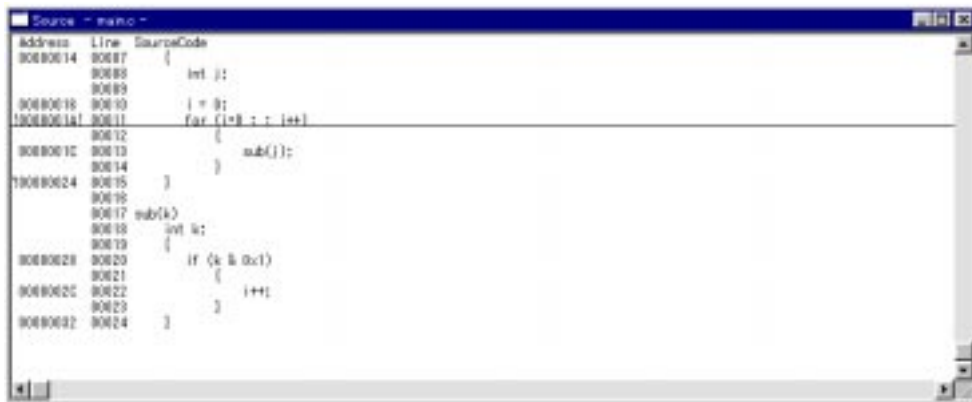 Source - main.c -
Address Line SourceCode
00000014 00007 {
00008 int j;
00009
00000018 00010 j = 0;
!0000001A! 00011 for (i=0 ; ; i++)
00012 {
0000001C 00013 sub(j);
00014 }
00000024 00015 }
00016
00017 sub(k)
00018 int k;
00019 {
00000028 00020 if (k & 0x1)
00021 {
0000002C 00022 i++;
00023 }
00000032 00024 }